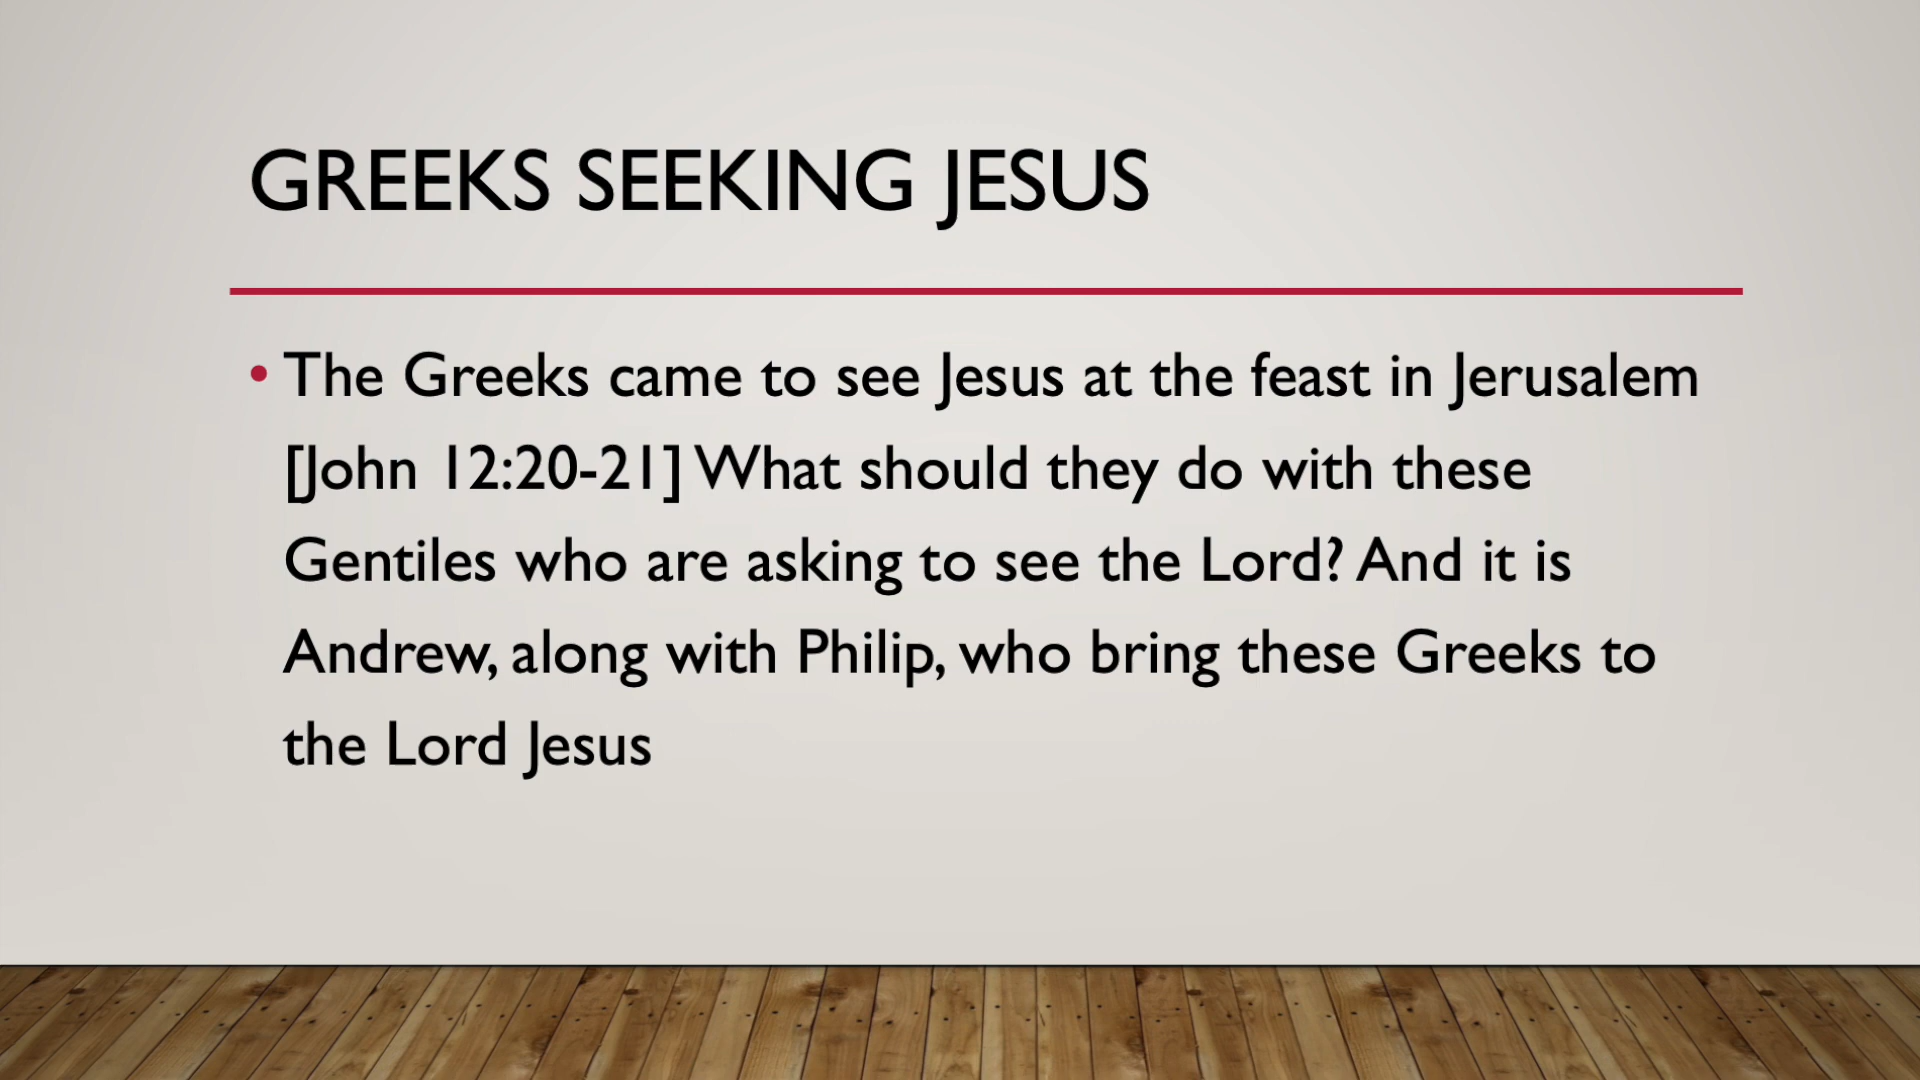 GREEKS SEEKING JESUS
• The Greeks came to see Jesus at the feast in Jerusalem
[John 12:20-21] What should they do with these
Gentiles who are asking to see the Lord? And it is
Andrew, along with Philip, who bring these Greeks to
the Lord Jesus